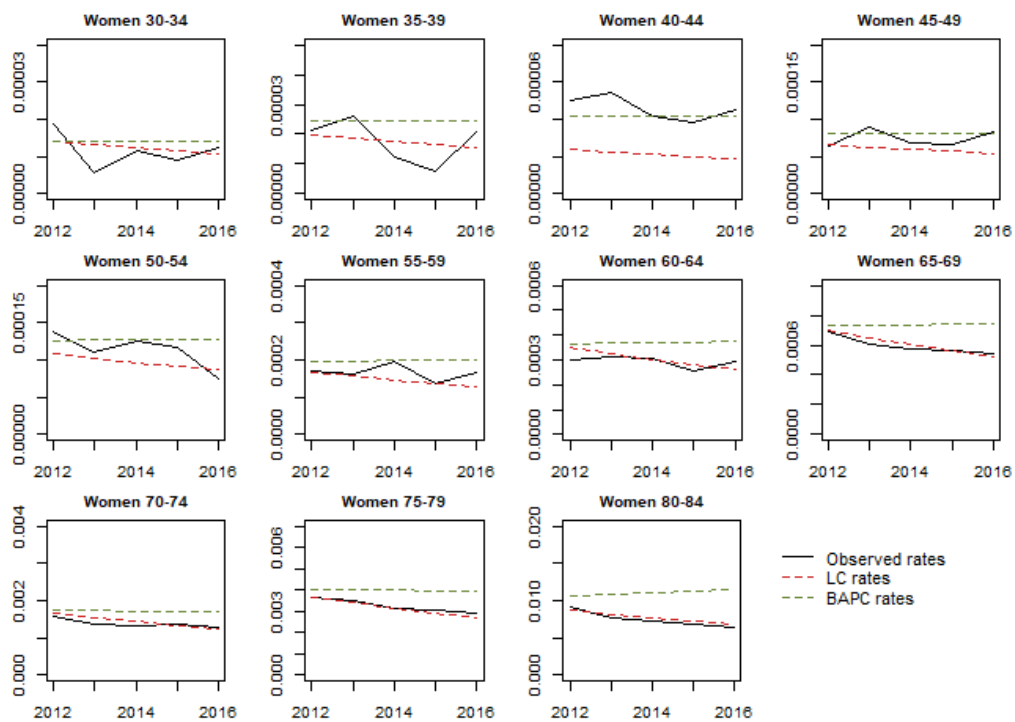 Women 30-34
Women 35-39
Women 40-44
Women 45-49
0.00003
0.00000
2012 2014 2016
0.00003
0.00000
2012 2014 2016
0.00006
0.00000
2012 2014 2016
0.00015
0.00000
2012 2014 2016
Women 50-54
Women 55-59
Women 60-64
Women 65-69
0.00015
0.00000
2012 2014 2016
0.0004
0.0002
0.0000
2012 2014 2016
0.0006
0.0003
0.0000
2012 2014 2016
0.0006
0.0000
2012 2014 2016
Women 70-74
Women 75-79
Women 80-84
0.004
0.002
0.000
2012 2014 2016
0.006
0.003
0.000
2012 2014 2016
0.020
0.010
0.000
2012 2014 2016
Observed rates
LC rates
BAPC rates